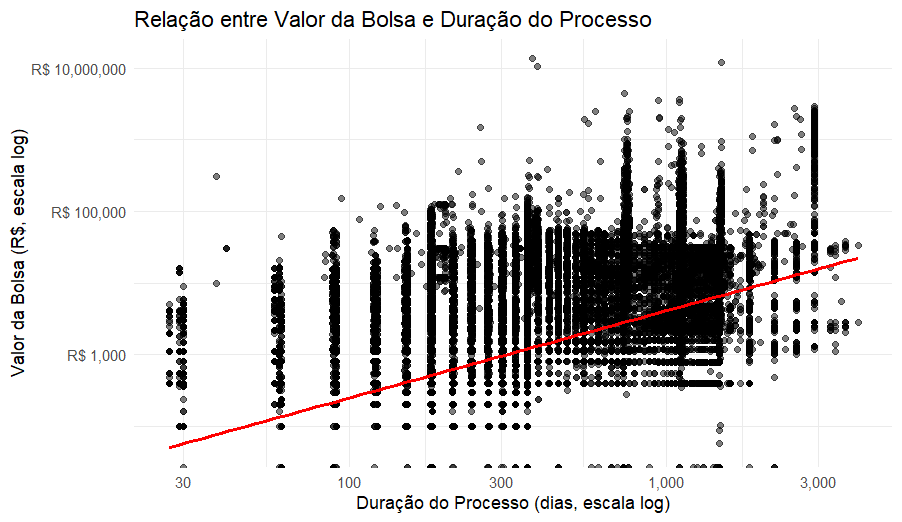 Relação entre Valor da Bolsa e Duração do Processo
Valor da Bolsa (R$, escala log)
R$ 10,000,000
R$ 100,000
R$ 1,000
30
100
300
1,000
3,000
Duração do Processo (dias, escala log)